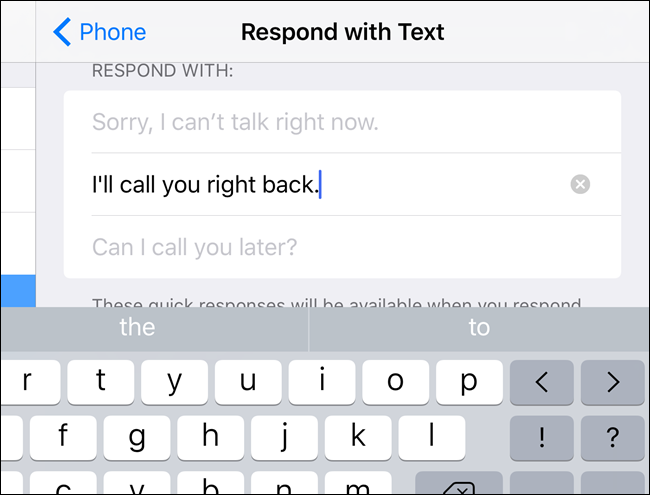 Phone
Respond with Text
RESPOND WITH:
Sorry, I can't talk right now.
I'll call you right back.
Can I call you later?
These quick responses will be available when you respond
the to
r t y u i o p < >
f g h j k l ! ?
c v b n m